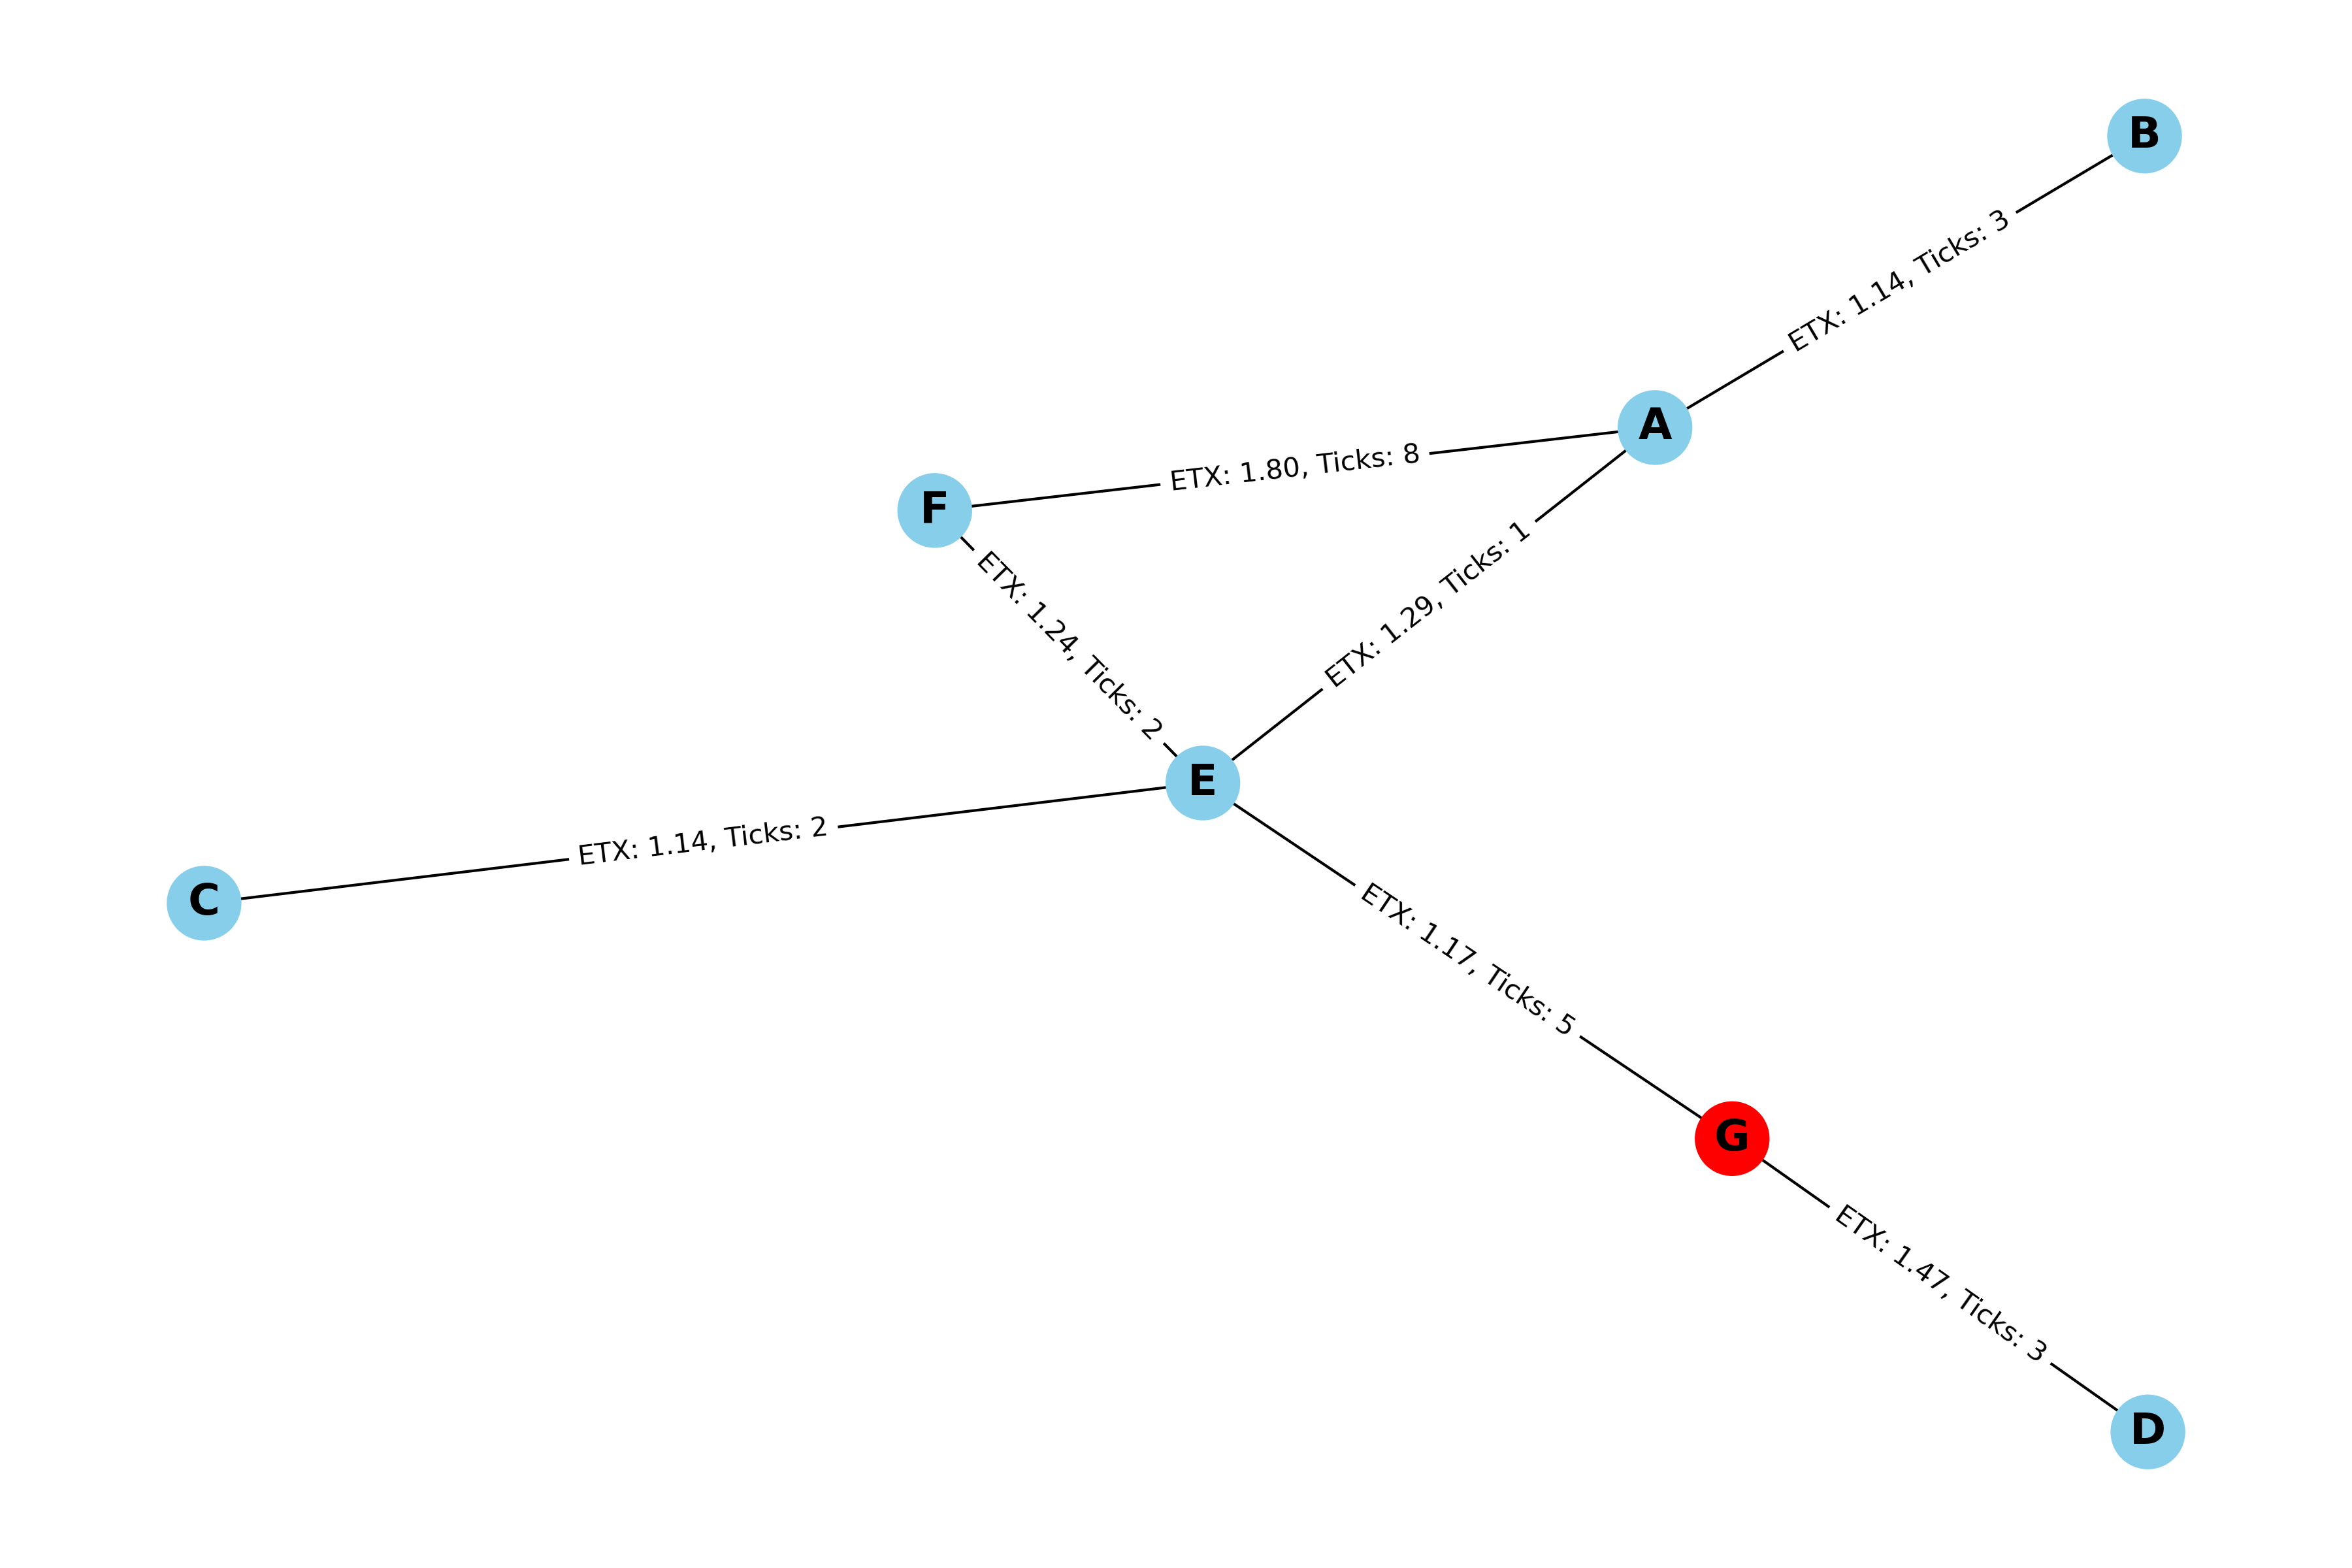 B
ETX: 1.14, Ticks: 3
A
ETX: 1.80, Ticks: 8
F
ETX: 1.29, Ticks: 1
ETX: 1.24, Ticks: 2
E
ETX: 1.14, Ticks: 2
C
ETX: 1.17, Ticks: 5
G
ETX: 1.47, Ticks: 3
D